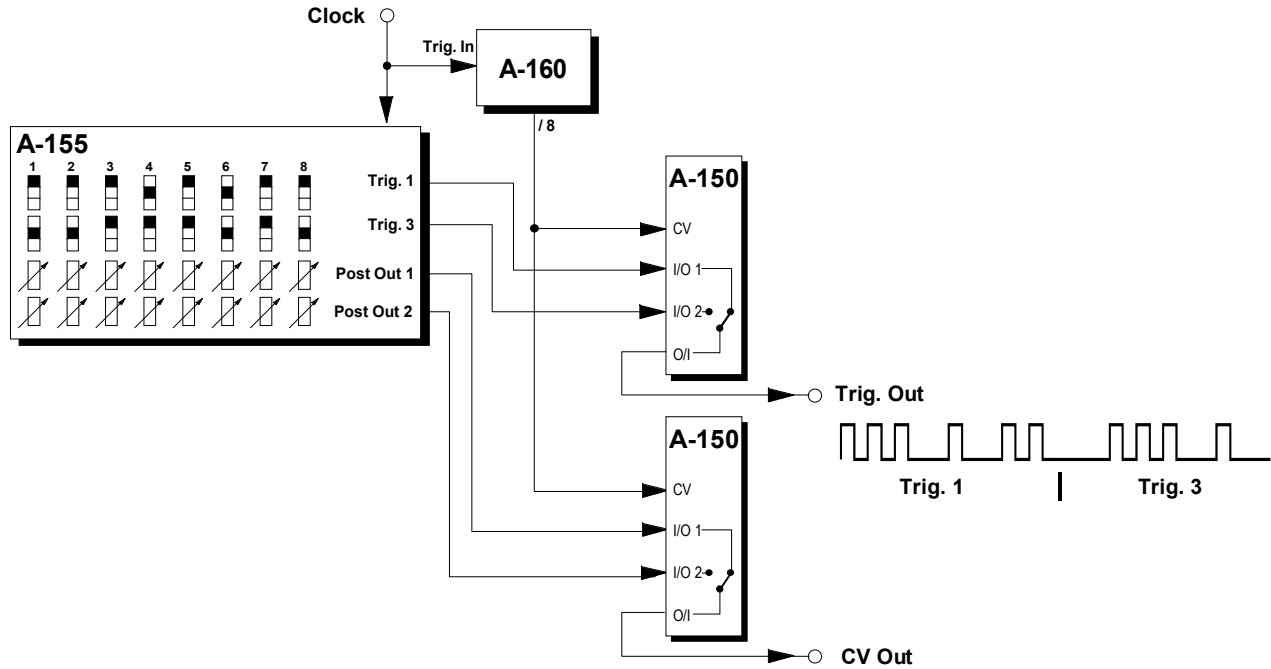 Clock
Trig. In
A-160
/ 8
A-155
1 2 3 4 5 6 7 8
Trig. 1
Trig. 3
Post Out 1
Post Out 2
A-150
CV
I/O 1
I/O 2
O/I
Trig. Out
Trig. 1 Trig. 3
A-150
CV
I/O 1
I/O 2
O/I
CV Out